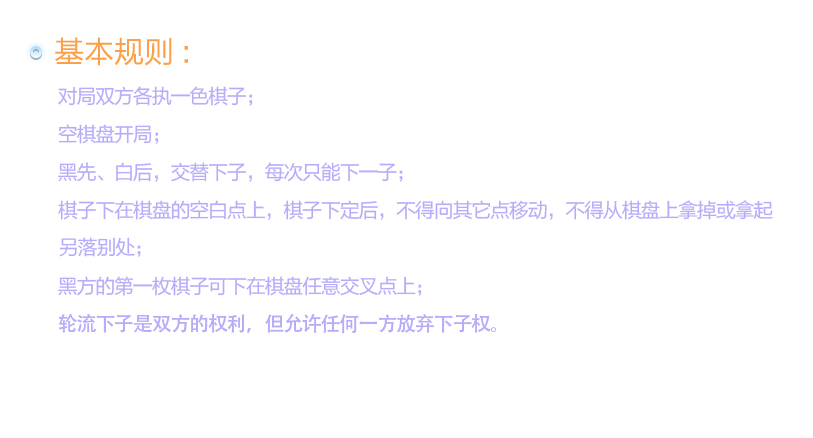 基本规则：
对局双方各执一色棋子；
空棋盘开局；
黑先、白后，交替下子，每次只能下一子；
棋子下在棋盘的空白点上，棋子下定后，不得向其它点移动，不得从棋盘上拿掉或拿起
另落别处；
黑方的第一枚棋子可下在棋盘任意交叉点上；
轮流下子是双方的权利，但允许任何一方放弃下子权。